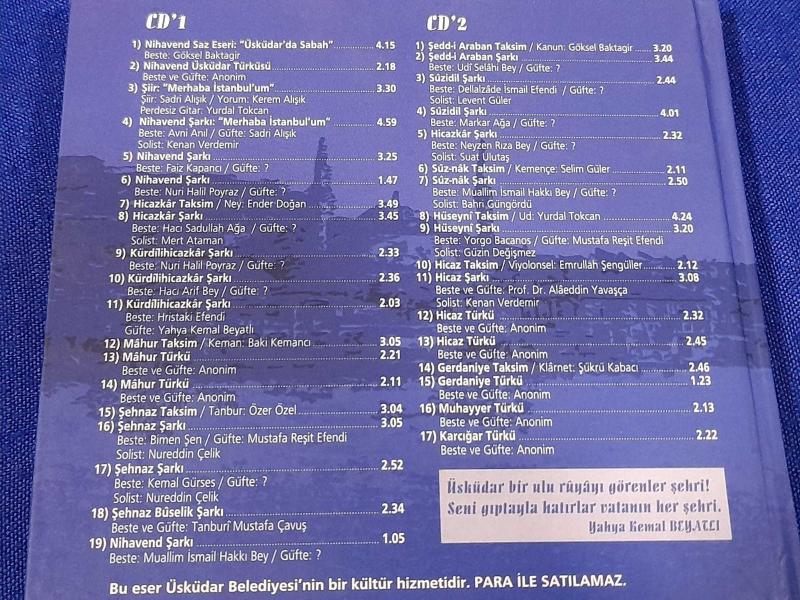 CD'1
1) Nihavend Saz Eseri: "Üsküdar'da Sabah" 4.15
Beste: Göksel Baktagir
2) Nihavend Üsküdar Türküsü 2.18
Beste ve Güfte: Anonim
3) Şiir: "Merhaba İstanbul'um" 3.30
Şiir: Sadri Alışık / Yorum: Kerem Alışık
Perdesiz Gitar: Yurdal Tokcan
4) Nihavend Şarkı: "Merhaba İstanbul'um" 4.59
Beste: Avni Anıl / Güfte: Sadri Alışık
Solist: Kenan Verdemir
5) Nihavend Şarkı 3.25
Beste: Faiz Kapancı / Güfte: ?
6) Nihavend Şarkı 1.47
Beste: Nuri Halil Poyraz / Güfte: ?
7) Hicazkâr Taksim / Ney: Ender Doğan 3.49
8) Hicazkâr Şarkı 3.45
Beste: Hacı Sadullah Ağa / Güfte: ?
Solist: Mert Ataman
9) Kürdîlihicazkâr Şarkı 2.33
Beste: Nuri Halil Poyraz / Güfte: ?
10) Kürdîlihicazkâr Şarkı 2.36
Beste: Hacı Arif Bey / Güfte: ?
11) Kürdîlihicazkâr Şarkı 2.03
Beste: Hristaki Efendi
Güfte: Yahya Kemal Beyatlı
12) Mâhur Taksim / Keman: Baki Kemancı 3.05
13) Mâhur Türkü 2.21
Beste ve Güfte: Anonim
14) Mâhur Türkü 2.11
Beste ve Güfte: Anonim
15) Şehnaz Taksim / Tanbur: Özer Özel 3.04
16) Şehnaz Şarkı 3.05
Beste: Bimen Şen / Güfte: Mustafa Reşit Efendi
Solist: Nureddin Çelik
17) Şehnaz Şarkı 2.52
Beste: Kemal Gürses / Güfte: ?
Solist: Nureddin Çelik
18) Şehnaz Bûselik Şarkı 2.34
Beste ve Güfte: Tanburî Mustafa Çavuş
19) Nihavend Şarkı 1.05
Beste: Muallim İsmail Hakkı Bey / Güfte: ?
CD'2
1) Şedd-i Araban Taksim / Kanun: Göksel Baktagir 3.20
2) Şedd-i Araban Şarkı 3.44
Beste: Udî Selâhi Bey / Güfte: ?
3) Sûzidil Şarkı 2.44
Beste: Dellalzâde İsmail Efendi / Güfte: ?
Solist: Levent Güler
4) Sûzidil Şarkı 4.01
Beste: Markar Ağa / Güfte: ?
5) Hicazkâr Şarkı 2.32
Beste: Neyzen Rıza Bey / Güfte: ?
Solist: Suat Ulutaş
6) Sûz-nâk Taksim / Kemençe: Selim Güler 2.11
7) Sûz-nâk Şarkı 2.50
Beste: Muallim İsmail Hakkı Bey / Güfte: ?
Solist: Bahri Güngördü
8) Hüseynî Taksim / Ud: Yurdal Tokcan 4.24
9) Hüseynî Şarkı 3.20
Beste: Yorgo Bacanos / Güfte: Mustafa Reşit Efendi
Solist: Güzin Değişmez
10) Hicaz Taksim / Viyolonsel: Emrullah Şengüller 2.12
11) Hicaz Şarkı 3.08
Beste ve Güfte: Prof. Dr. Alâeddin Yavaşça
Solist: Kenan Verdemir
12) Hicaz Türkü 2.32
Beste ve Güfte: Anonim
13) Hicaz Türkü 2.45
Beste ve Güfte: Anonim
14) Gerdaniye Taksim / Klârnet: Şükrü Kabacı 2.46
15) Gerdaniye Türkü 1.23
Beste ve Güfte: Anonim
16) Muhayyer Türkü 2.13
Beste ve Güfte: Anonim
17) Karcığar Türkü 2.22
Beste ve Güfte: Anonim
Üsküdar bir ulu rüyâyı görenler şehri!
Seni gıptayla hatırlar vatanın her şehri.
Yahya Kemal BEYATLI
Bu eser Üsküdar Belediyesi'nin bir kültür hizmetidir. PARA İLE SATILAMAZ.